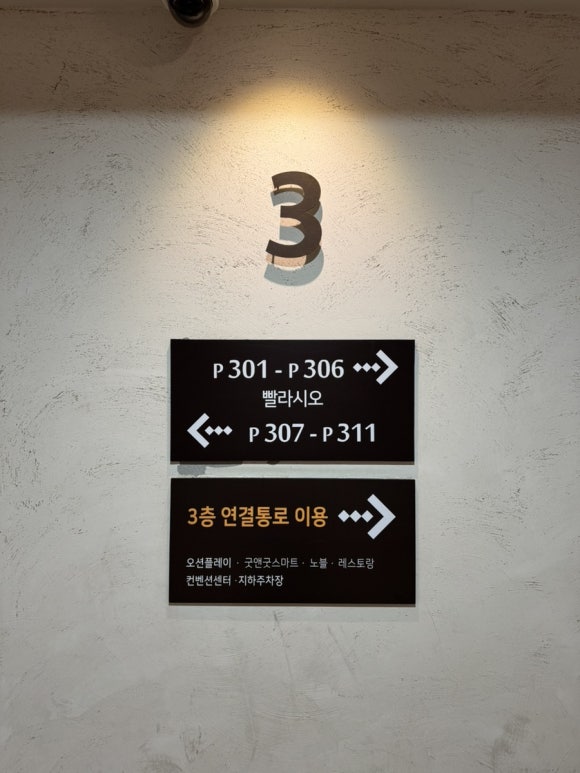 3
P 301 - P 306
빨라시오
P 307 - P 311
3층 연결통로 이용
오션플레이 · 굿앤굿스마트 · 노블 · 레스토랑
컨벤션센터 · 지하주차장